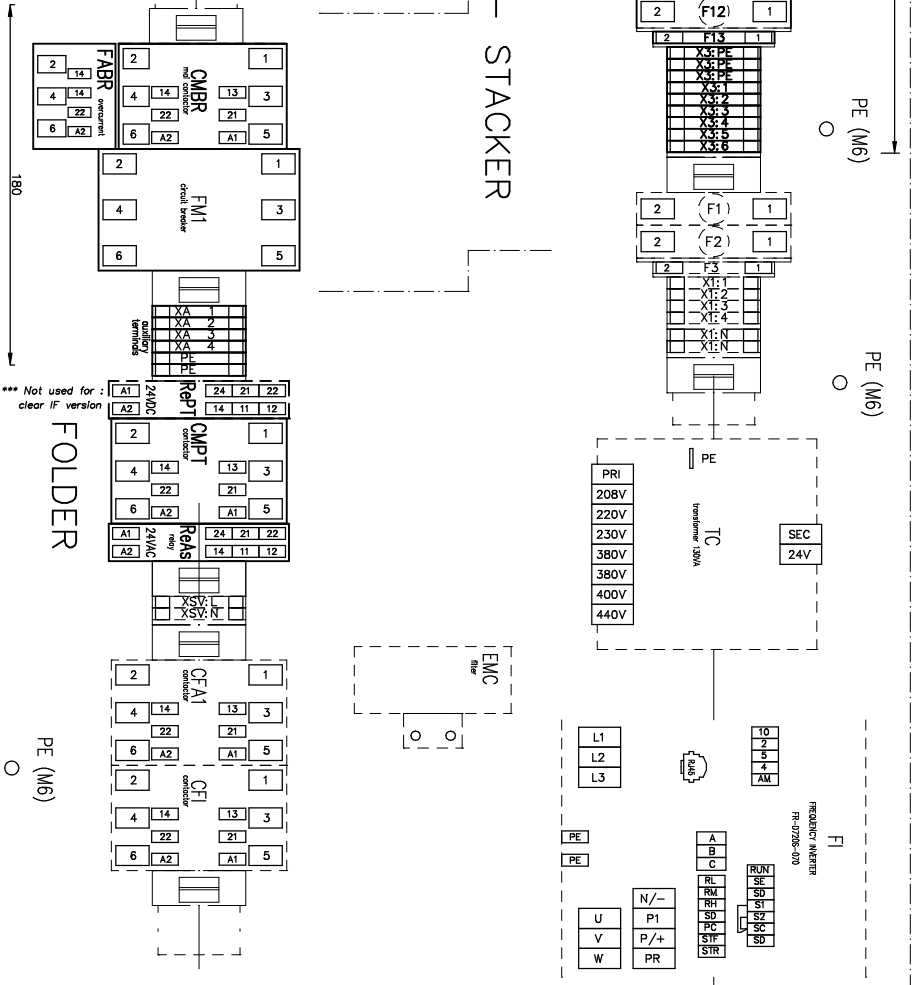 180
FABR
overcurrent
2
14
4
14
22
6
A2
CMBR
mdl contactor
2
1
4
14
13
3
22
21
6
A2
A1
5
FM1
circuit breaker
2
1
4
3
6
5
auxiliary
terminals
XA 1
XA 2
XA 3
XA 4
PE
PE
*** Not used for :
clear IF version
A1
24VDC
RePT
24 21 22
A2
14 11 12
FOLDER
CMPT
contactor
2
1
4
14
13
3
22
21
6
A2
A1
5
A1
24VAC
ReAs
relay
24 21 22
A2
14 11 12
XSV:L
XSV:N
CFA1
contactor
2
1
4
14
13
3
22
21
6
A2
A1
5
CFI
contactor
2
1
4
14
13
3
22
21
6
A2
A1
5
PE (M6)
STACKER
EMC
filter
2 F12) 1
2 F13 1
X3:PE
X3:PE
X3:PE
X3:1
X3:2
X3:3
X3:4
X3:5
X3:6
PE (M6)
2 F1) 1
2 F2) 1
2 F3 1
X1:1
X1:2
X1:3
X1:4
X1:N
X1:N
PE (M6)
PE
TC
transformer 130VA
PRI
208V
220V
230V
380V
380V
400V
440V
SEC
24V
FI
FREQUENCY INVERTER
FR-D720S-070
L1
L2
L3
RJ45
10
2
5
4
AM
PE
PE
A
B
C
RL
RM
RH
SD
PC
STF
STR
RUN
SE
SD
S1
S2
SC
SD
N/-
P1
P/+
PR
U
V
W